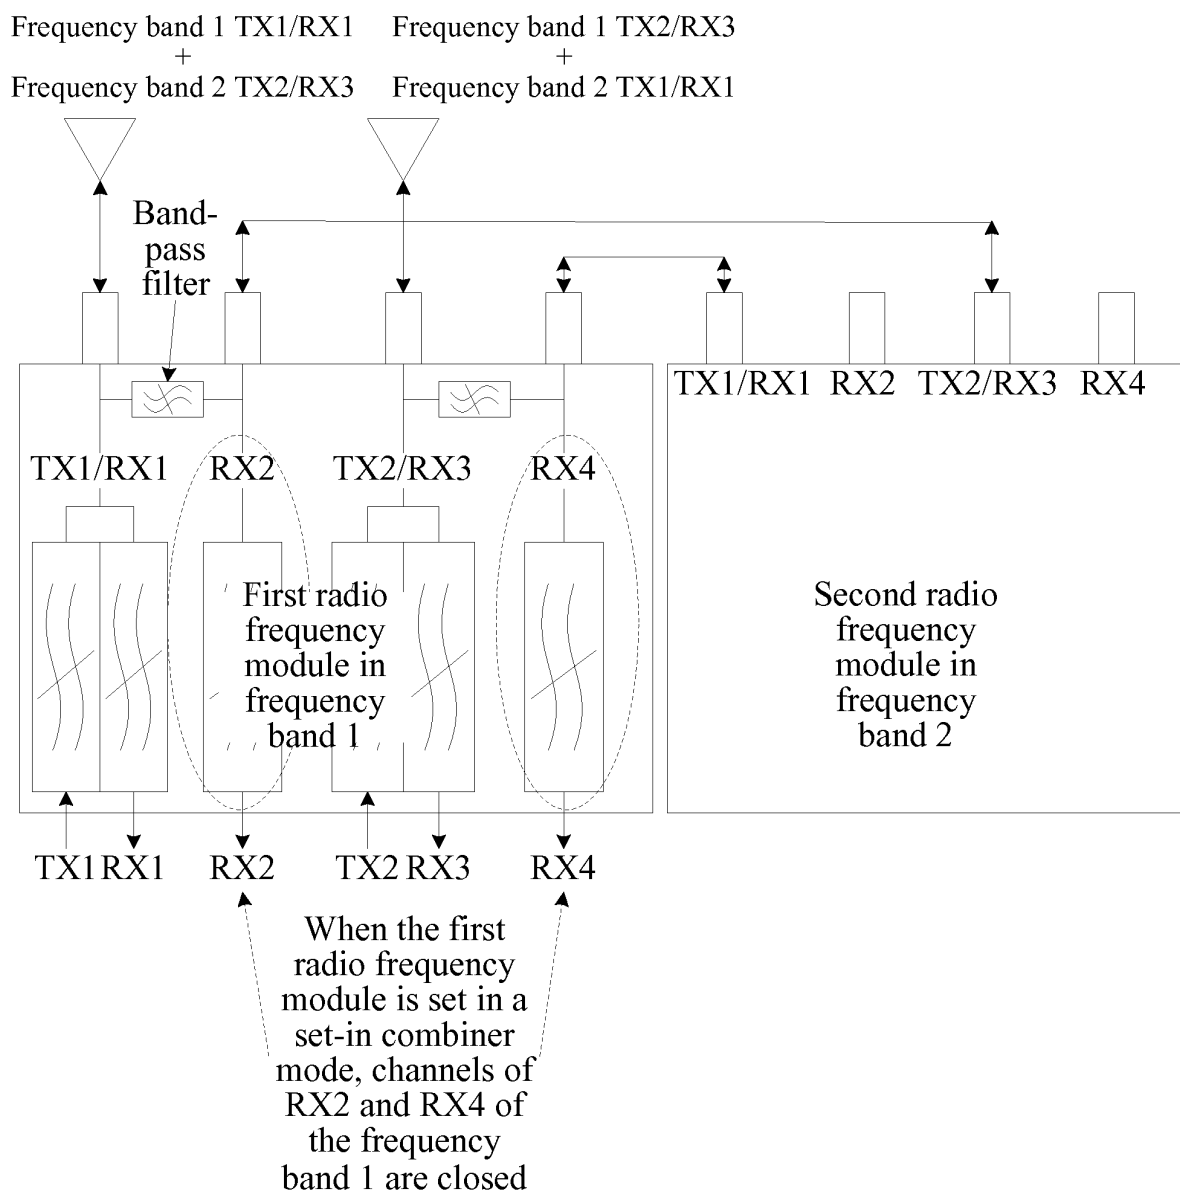 Frequency band 1 TX1/RX1
+
Frequency band 2 TX2/RX3
Frequency band 1 TX2/RX3
+
Frequency band 2 TX1/RX1
Band-
pass
filter
TX1/RX1
RX2
TX2/RX3
RX4
TX1/RX1
RX2
TX2/RX3
RX4
First radio
frequency
module in
frequency
band 1
Second radio
frequency
module in
frequency
band 2
TX1
RX1
RX2
TX2
RX3
RX4
When the first
radio frequency
module is set in a
set-in combiner
mode, channels of
RX2 and RX4 of
the frequency
band 1 are closed